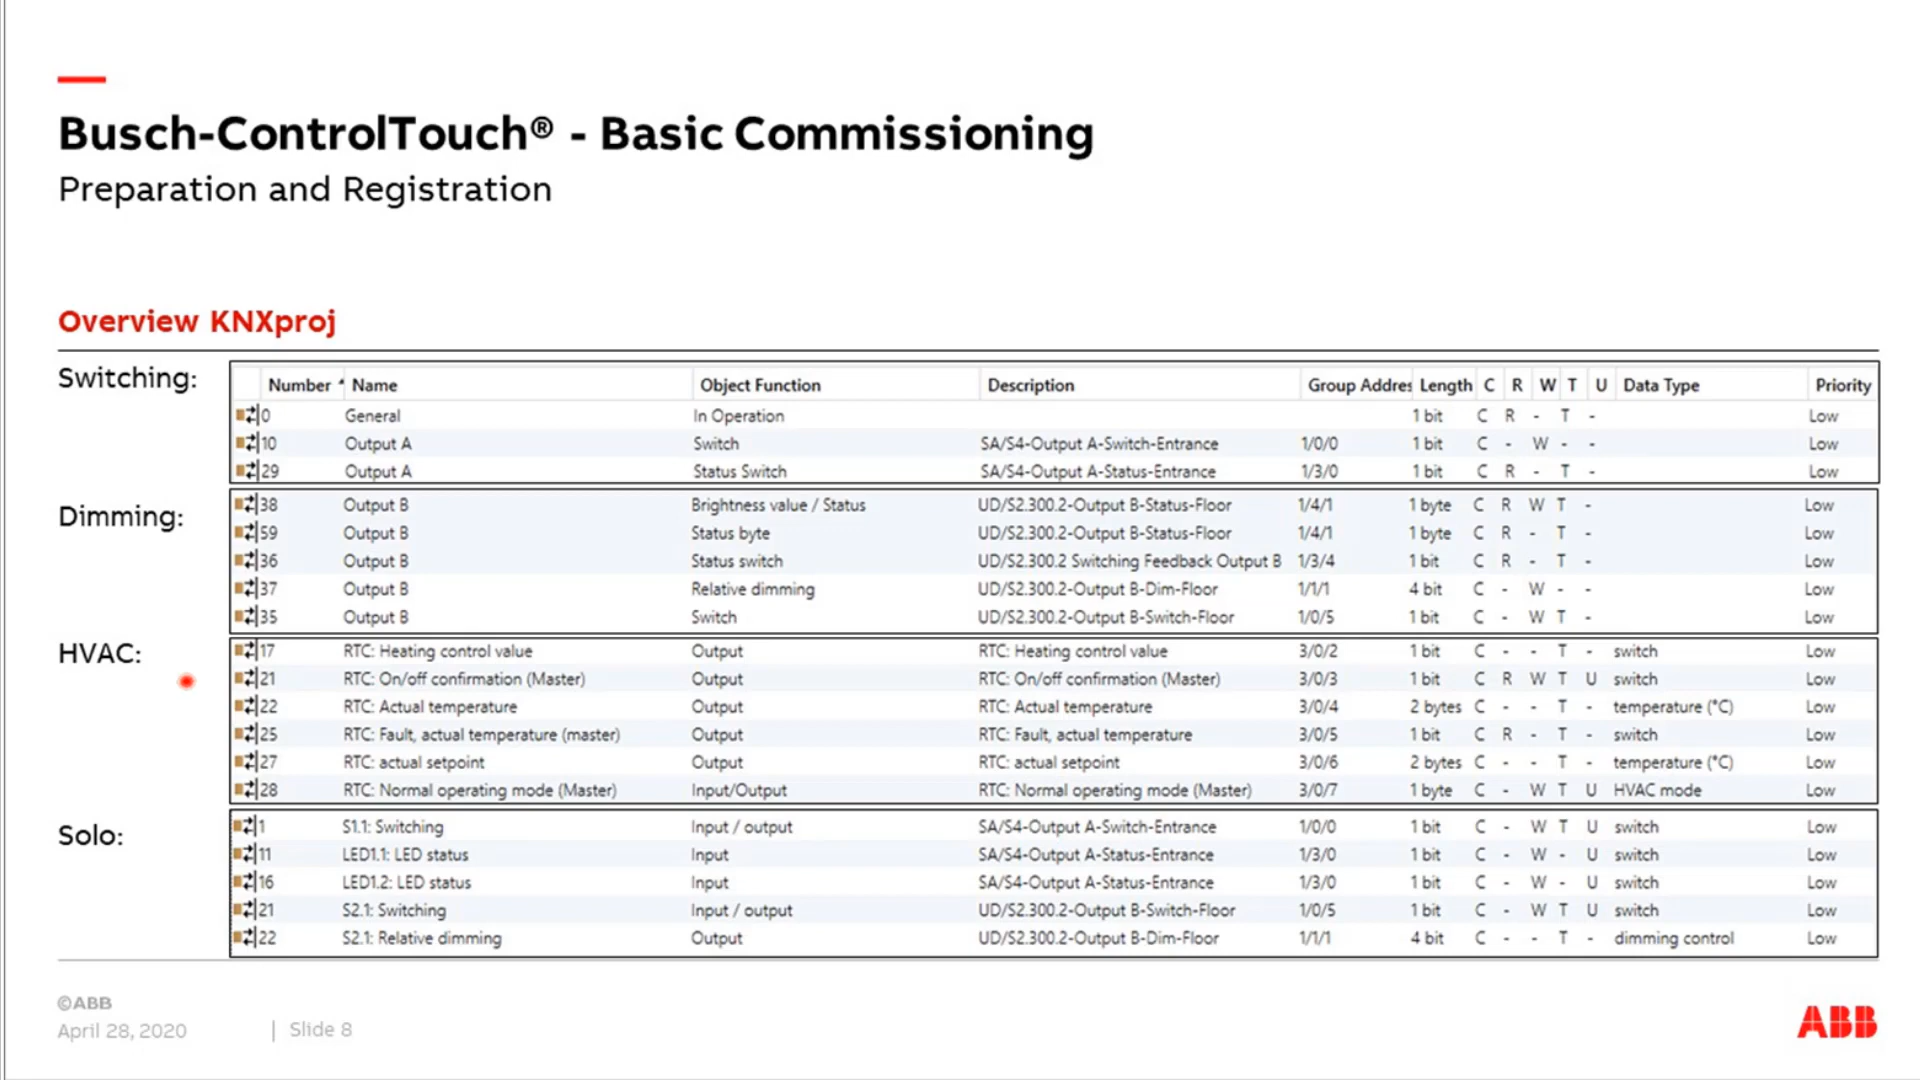 Busch-ControlTouch® - Basic Commissioning
Preparation and Registration
Overview KNXproj
Switching:
Number Name Object Function Description Group Addres Length C R W T U Data Type Priority
0 General In Operation 1 bit C R - T - Low
10 Output A Switch SA/S4-Output A-Switch-Entrance 1/0/0 1 bit C - W - - Low
29 Output A Status Switch SA/S4-Output A-Status-Entrance 1/3/0 1 bit C R - T - Low
Dimming:
38 Output B Brightness value / Status UD/S2.300.2-Output B-Status-Floor 1/4/1 1 byte C R W T - Low
59 Output B Status byte UD/S2.300.2-Output B-Status-Floor 1/4/1 1 byte C R - T - Low
36 Output B Status switch UD/S2.300.2 Switching Feedback Output B 1/3/4 1 bit C R - T - Low
37 Output B Relative dimming UD/S2.300.2-Output B-Dim-Floor 1/1/1 4 bit C - W - - Low
35 Output B Switch UD/S2.300.2-Output B-Switch-Floor 1/0/5 1 bit C - W T - Low
HVAC:
17 RTC: Heating control value Output RTC: Heating control value 3/0/2 1 bit C - - T - switch Low
21 RTC: On/off confirmation (Master) Output RTC: On/off confirmation (Master) 3/0/3 1 bit C R W T U switch Low
22 RTC: Actual temperature Output RTC: Actual temperature 3/0/4 2 bytes C - - T - temperature (°C) Low
25 RTC: Fault, actual temperature (master) Output RTC: Fault, actual temperature 3/0/5 1 bit C R - T - switch Low
27 RTC: actual setpoint Output RTC: actual setpoint 3/0/6 2 bytes C - - T - temperature (°C) Low
28 RTC: Normal operating mode (Master) Input/Output RTC: Normal operating mode (Master) 3/0/7 1 byte C - W T U HVAC mode Low
Solo:
1 S1.1: Switching Input / output SA/S4-Output A-Switch-Entrance 1/0/0 1 bit C - W T U switch Low
11 LED1.1: LED status Input SA/S4-Output A-Status-Entrance 1/3/0 1 bit C - W - U switch Low
16 LED1.2: LED status Input SA/S4-Output A-Status-Entrance 1/3/0 1 bit C - W - U switch Low
21 S2.1: Switching Input / output UD/S2.300.2-Output B-Switch-Floor 1/0/5 1 bit C - W T U switch Low
22 S2.1: Relative dimming Output UD/S2.300.2-Output B-Dim-Floor 1/1/1 4 bit C - - T - dimming control Low
©ABB
April 28, 2020 | Slide 8
ABB